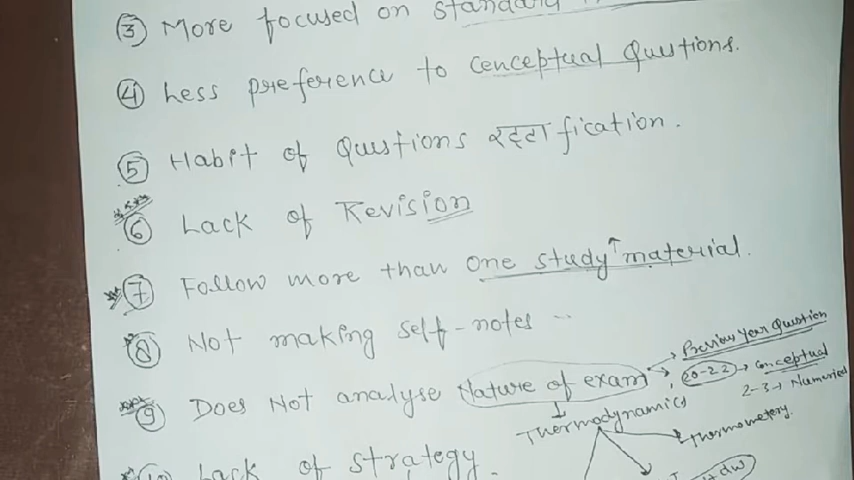 ③ More focused on standard
④ Less preference to conceptual Questions.
⑤ Habit of Questions रट्टा fication.
⑥ Lack of Revision
⑦ Follow more than one study material.
⑧ Not making self-notes
⑨ Does Not analyse Nature of exam
Previous Year Question
20-22 → Conceptual
2-3 → Numerical
Thermodynamics
Thermometery.
⑩ Lack of strategy.